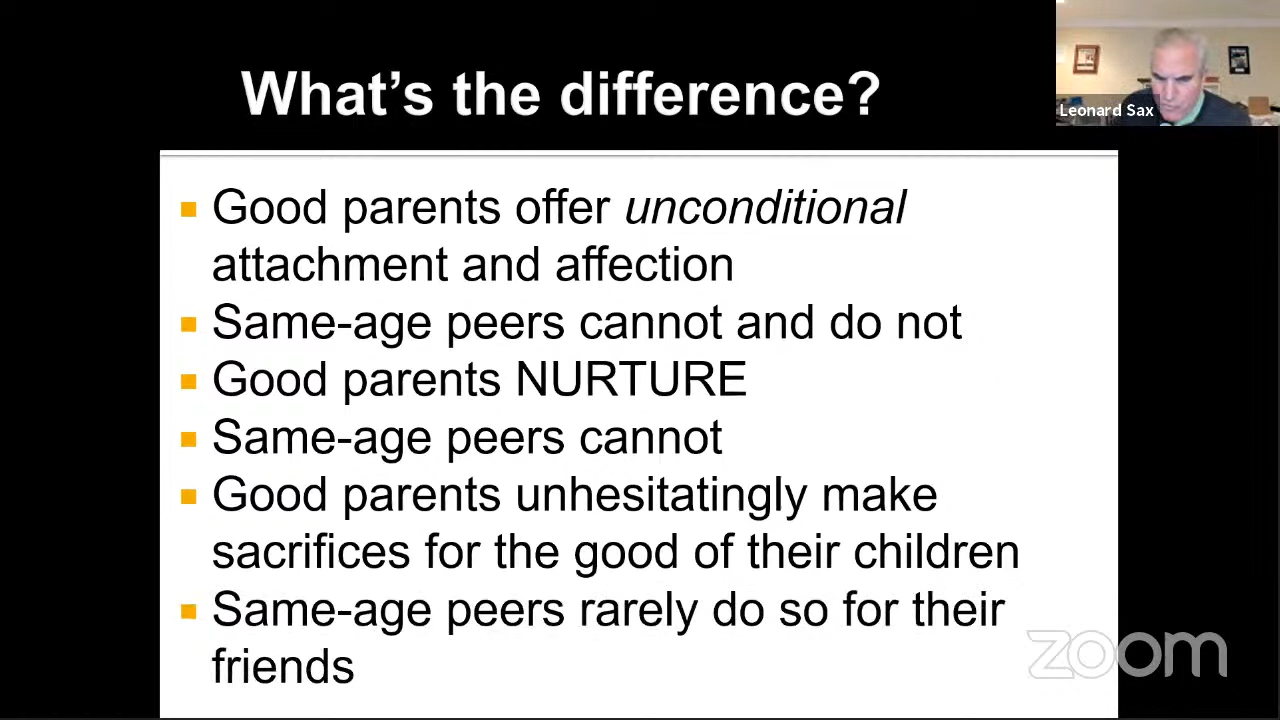 What's the difference?
Leonard Sax
Good parents offer unconditional
attachment and affection
Same-age peers cannot and do not
Good parents NURTURE
Same-age peers cannot
Good parents unhesitatingly make
sacrifices for the good of their children
Same-age peers rarely do so for their
friends
zoom